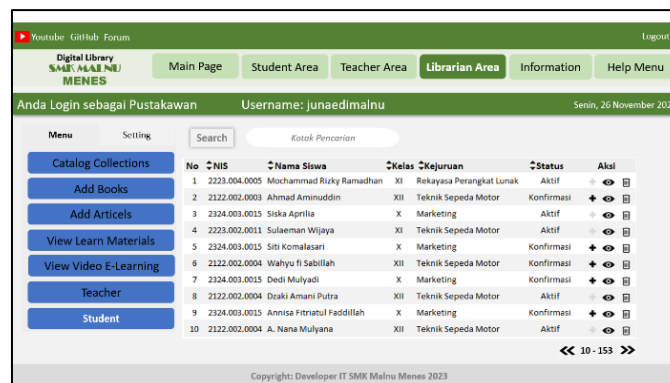 Youtube GitHub Forum Logout
Digital Library
SMK MALNU
MENES
Main Page Student Area Teacher Area Librarian Area Information Help Menu
Anda Login sebagai Pustakawan Username: junaedimalnu Senin, 26 November 202
Menu Setting Search Kotak Pencarian
Catalog Collections
Add Books
Add Articels
View Learn Materials
View Video E-Learning
Teacher
Student
No NIS Nama Siswa Kelas Kejuruan Status Aksi
1 2223.004.0005 Mochammad Rizky Ramadhan XI Rekayasa Perangkat Lunak Aktif
2 2122.002.0003 Ahmad Aminuddin XII Teknik Sepeda Motor Konfirmasi
3 2324.003.0015 Siska Aprilia X Marketing Aktif
4 2223.002.0011 Sulaeman Wijaya XI Teknik Sepeda Motor Aktif
5 2324.003.0015 Siti Komalasari X Marketing Konfirmasi
6 2122.002.0004 Wahyu fi Sabillah XII Teknik Sepeda Motor Konfirmasi
7 2324.003.0015 Dedi Mulyadi X Marketing Konfirmasi
8 2122.002.0004 Dzaki Amani Putra XII Teknik Sepeda Motor Aktif
9 2324.003.0015 Annisa Fitriatul Faddillah X Marketing Konfirmasi
10 2122.002.0004 A. Nana Mulyana XII Teknik Sepeda Motor Aktif
10 - 153
Copyright: Developer IT SMK Malnu Menes 2023